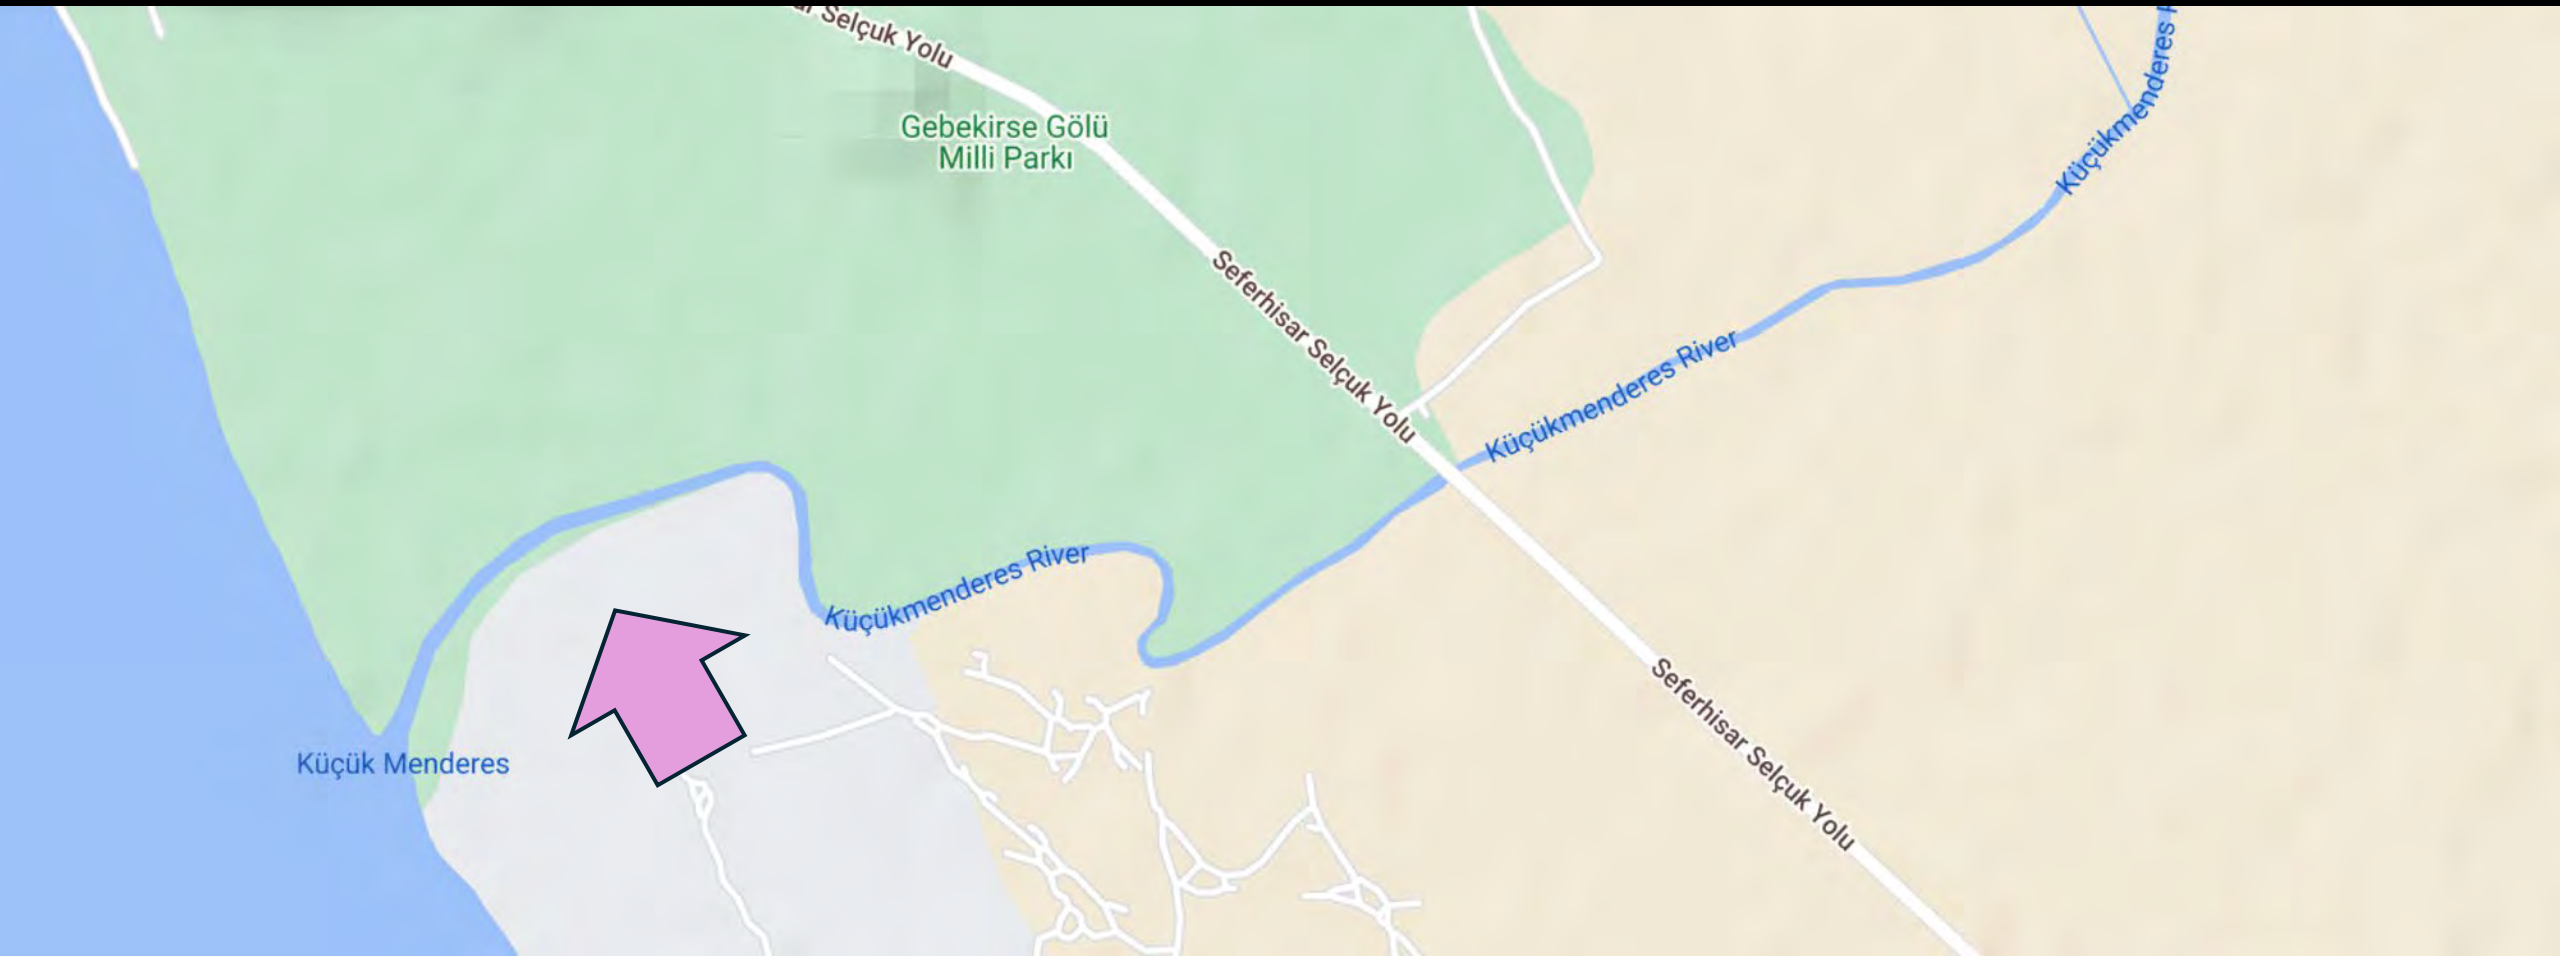 Selçuk Yolu
Küçükmenderes
Gebekirse Gölü
Milli Parkı
Seferhisar Selçuk Yolu
Küçükmenderes River
Küçükmenderes River
Seferhisar Selçuk Yolu
Küçük Menderes